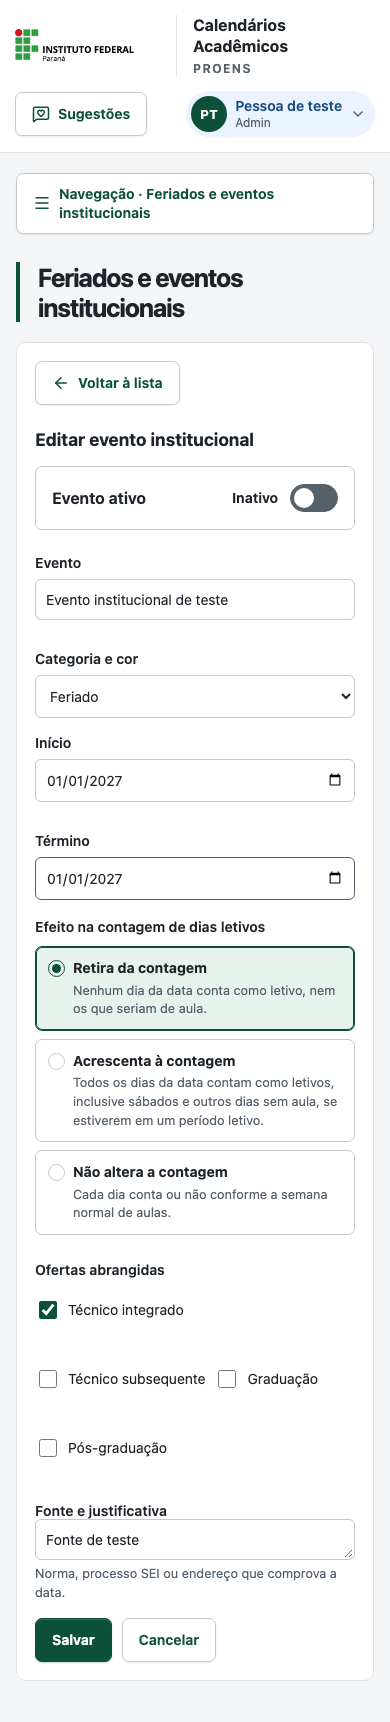 INSTITUTO FEDERAL
Paraná
Calendários
Acadêmicos
PROENS
Sugestões
PT
Pessoa de teste
Admin
Navegação · Feriados e eventos
institucionais
Feriados e eventos
institucionais
Voltar à lista
Editar evento institucional
Evento ativo
Inativo
Evento
Evento institucional de teste
Categoria e cor
Feriado
Início
01/01/2027
Término
01/01/2027
Efeito na contagem de dias letivos
Retira da contagem
Nenhum dia da data conta como letivo, nem
os que seriam de aula.
Acrescenta à contagem
Todos os dias da data contam como letivos,
inclusive sábados e outros dias sem aula, se
estiverem em um período letivo.
Não altera a contagem
Cada dia conta ou não conforme a semana
normal de aulas.
Ofertas abrangidas
Técnico integrado
Técnico subsequente
Graduação
Pós-graduação
Fonte e justificativa
Fonte de teste
Norma, processo SEI ou endereço que comprova a
data.
Salvar
Cancelar